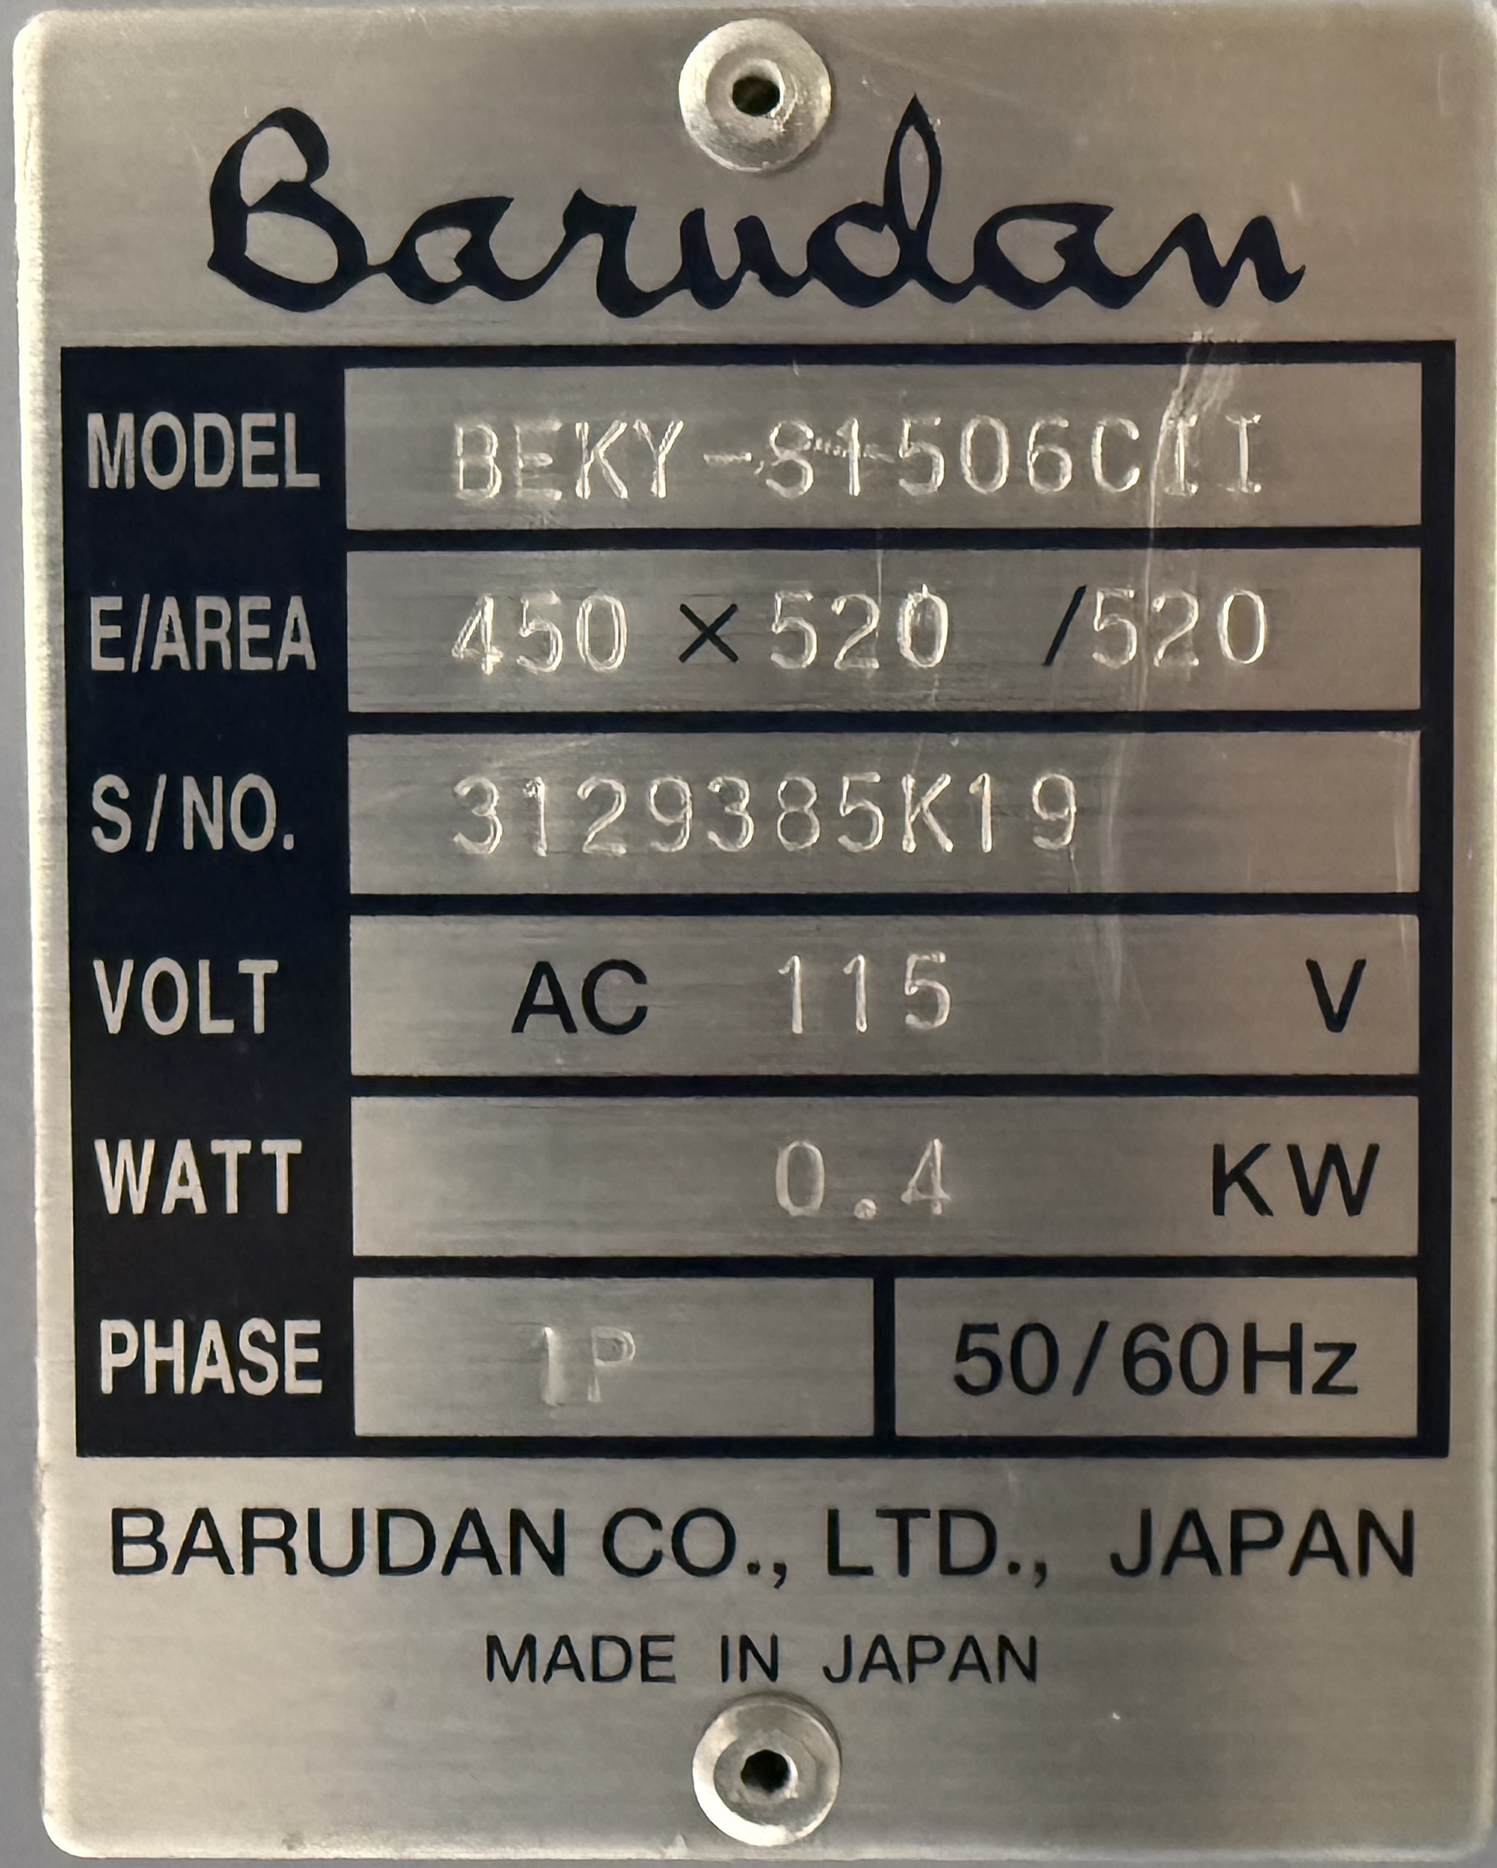 Barudan
MODEL BEKY-S1506CII
E/AREA 450 × 520 /520
S/NO. 3129385K19
VOLT AC 115 V
WATT 0.4 KW
PHASE 1P 50/60Hz
BARUDAN CO., LTD., JAPAN
MADE IN JAPAN